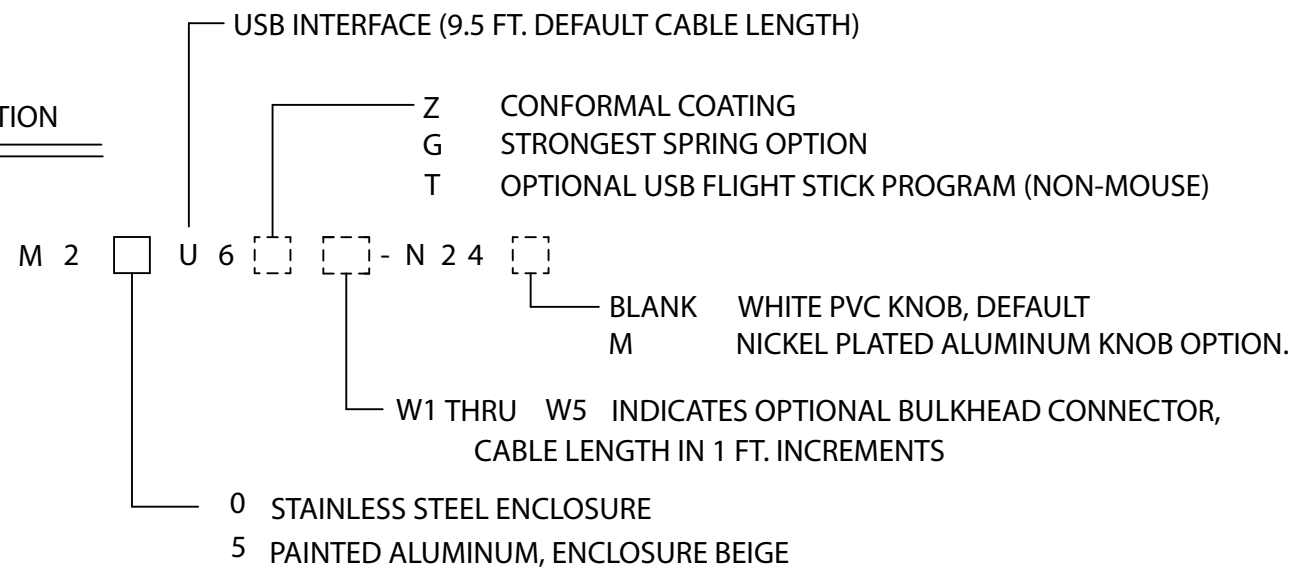 USB INTERFACE (9.5 FT. DEFAULT CABLE LENGTH)
TION
Z CONFORMAL COATING
G STRONGEST SPRING OPTION
T OPTIONAL USB FLIGHT STICK PROGRAM (NON-MOUSE)
M 2 U 6 - N 2 4
BLANK WHITE PVC KNOB, DEFAULT
M NICKEL PLATED ALUMINUM KNOB OPTION.
W1 THRU W5 INDICATES OPTIONAL BULKHEAD CONNECTOR,
CABLE LENGTH IN 1 FT. INCREMENTS
0 STAINLESS STEEL ENCLOSURE
5 PAINTED ALUMINUM, ENCLOSURE BEIGE